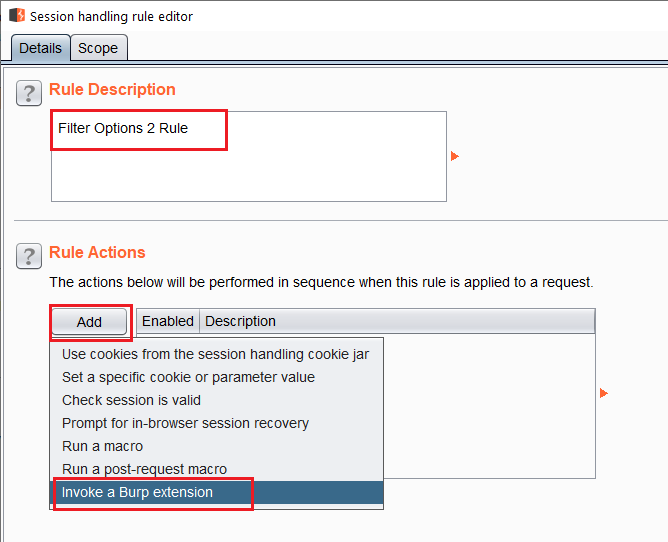 Session handling rule editor
Details Scope
? Rule Description
Filter Options 2 Rule
? Rule Actions
The actions below will be performed in sequence when this rule is applied to a request.
Add Enabled Description
Use cookies from the session handling cookie jar
Set a specific cookie or parameter value
Check session is valid
Prompt for in-browser session recovery
Run a macro
Run a post-request macro
Invoke a Burp extension